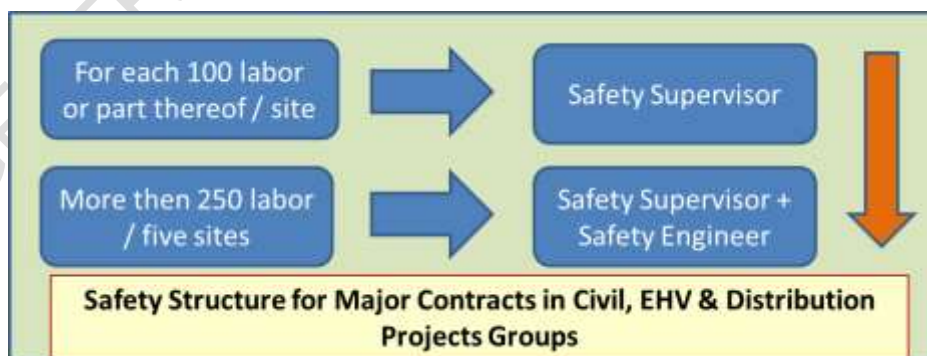 For each 100 labor
or part thereof / site
Safety Supervisor
More then 250 labor
/ five sites
Safety Supervisor +
Safety Engineer
Safety Structure for Major Contracts in Civil, EHV & Distribution
Projects Groups